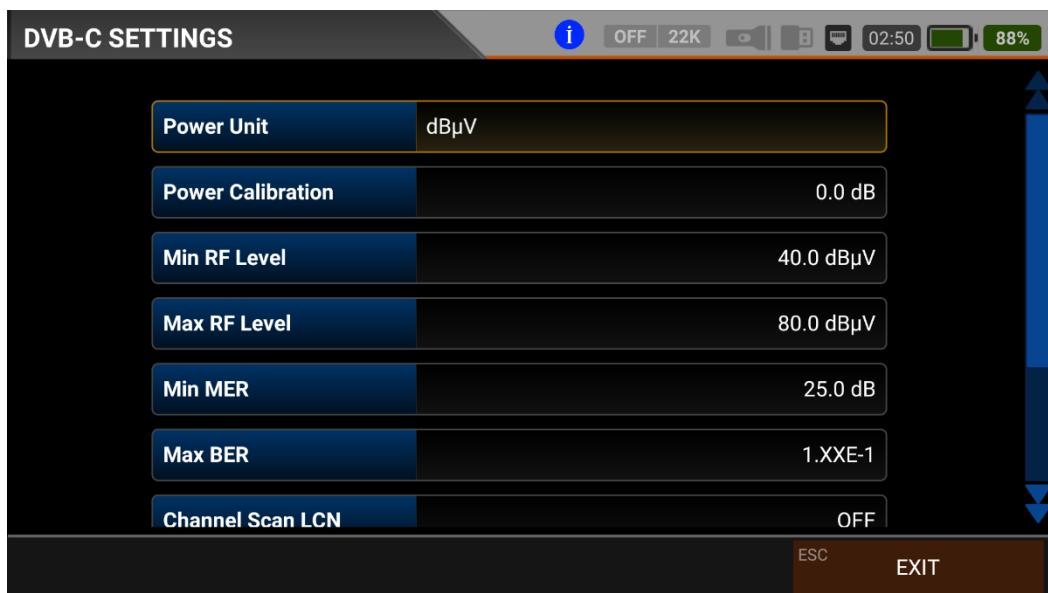 DVB-C SETTINGS i OFF 22K 02:50 88%
Power Unit dBµV
Power Calibration 0.0 dB
Min RF Level 40.0 dBµV
Max RF Level 80.0 dBµV
Min MER 25.0 dB
Max BER 1.XXE-1
Channel Scan LCN OFF
ESC EXIT